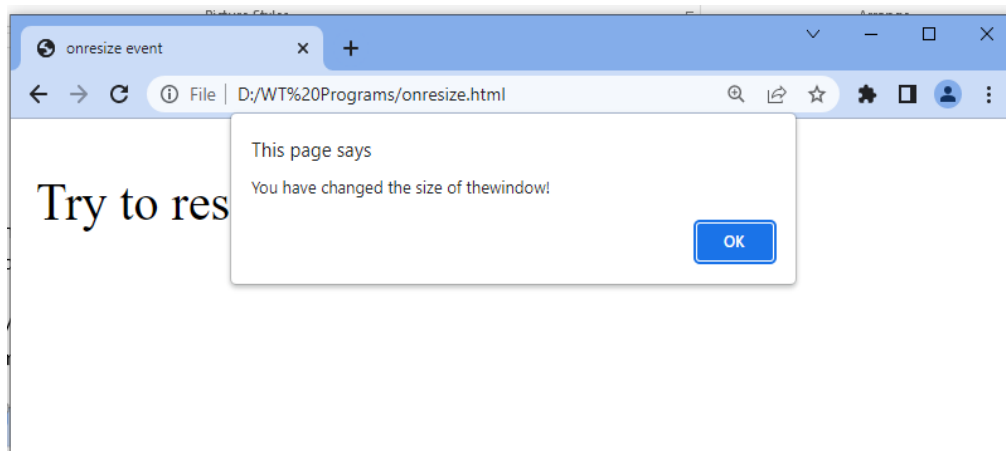 onresize event
File | D:/WT%20Programs/onresize.html
This page says
You have changed the size of thewindow!
Try to res
OK